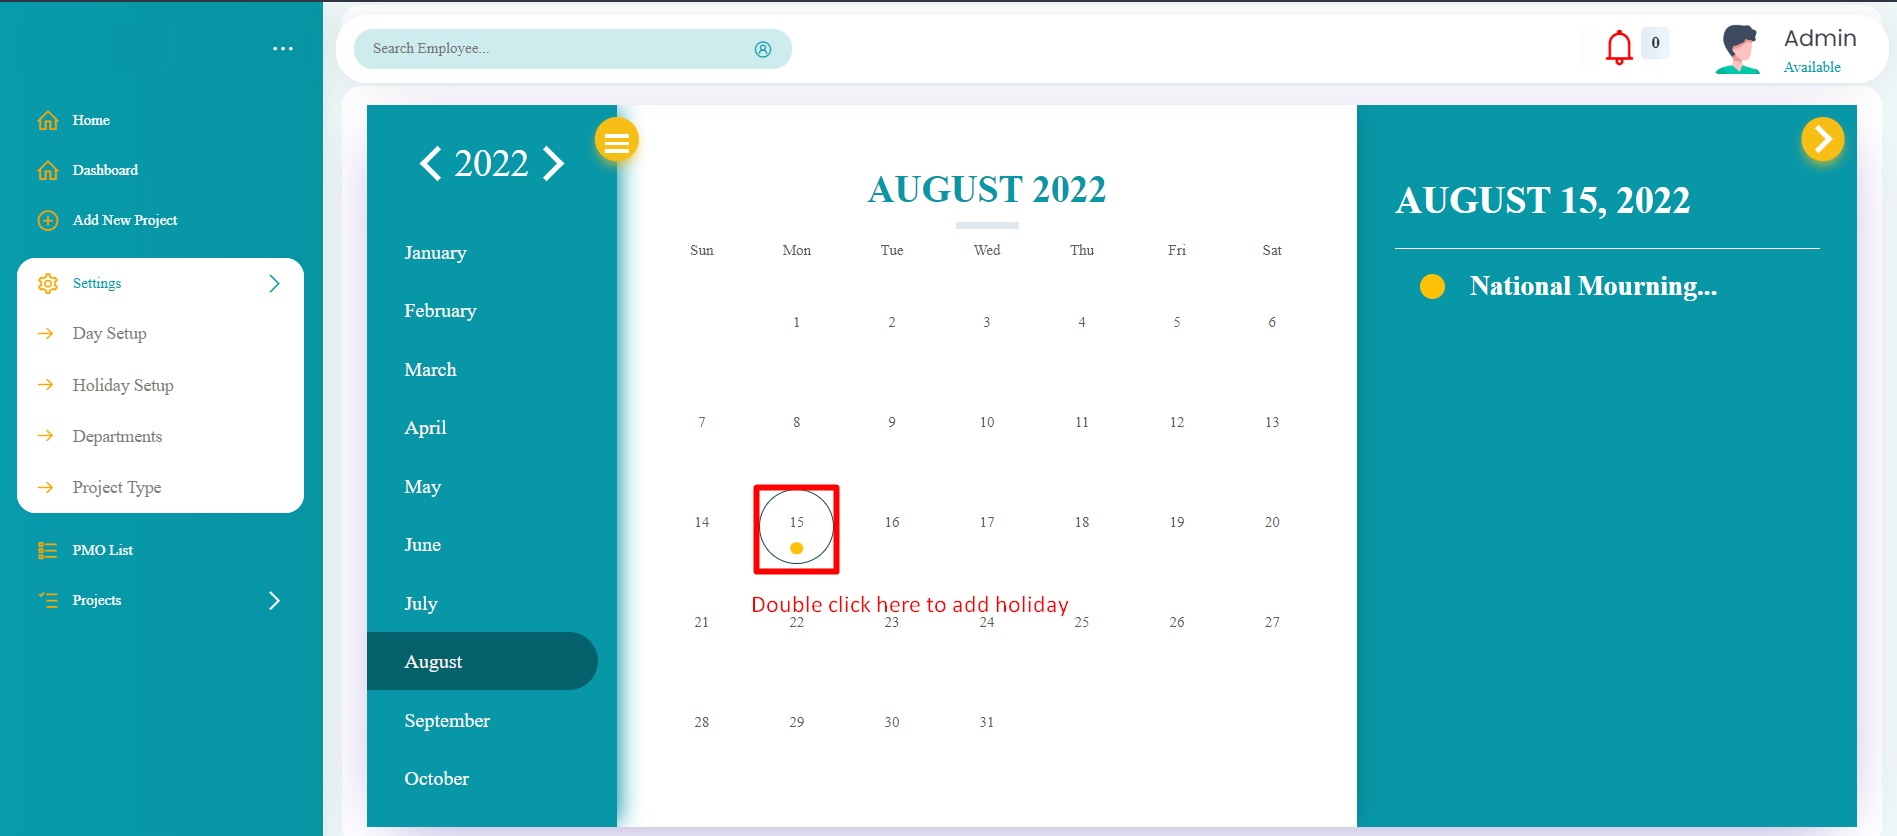 Search Employee...
0
Admin
Available
Home
Dashboard
Add New Project
Settings
Day Setup
Holiday Setup
Departments
Project Type
PMO List
Projects
2022
January
February
March
April
May
June
July
August
September
October
AUGUST 2022
Sun Mon Tue Wed Thu Fri Sat
1 2 3 4 5 6
7 8 9 10 11 12 13
14 15 16 17 18 19 20
Double click here to add holiday
21 22 23 24 25 26 27
28 29 30 31
AUGUST 15, 2022
National Mourning...